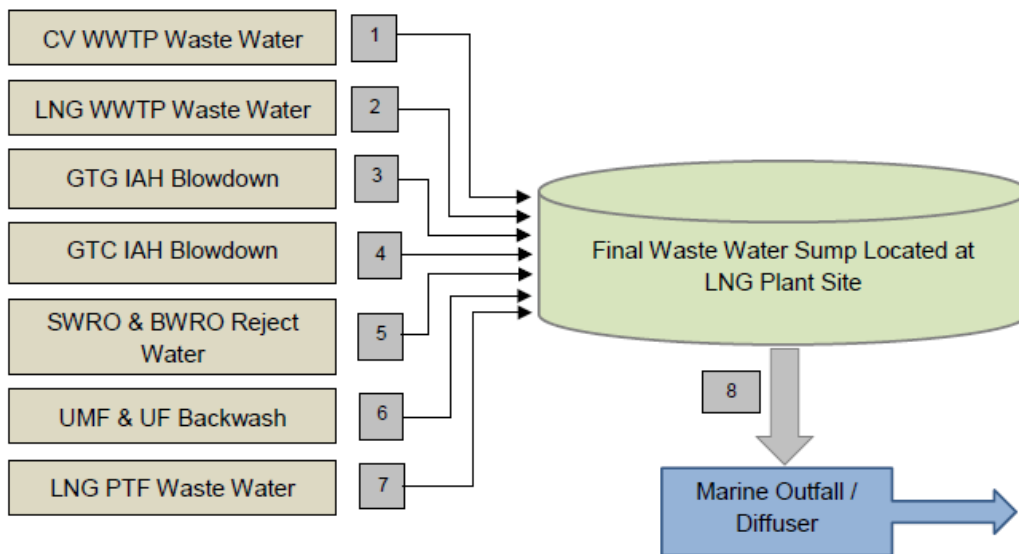 CV WWTP Waste Water
1
LNG WWTP Waste Water
2
GTG IAH Blowdown
3
GTC IAH Blowdown
4
SWRO & BWRO Reject
Water
5
UMF & UF Backwash
6
LNG PTF Waste Water
7
Final Waste Water Sump Located at
LNG Plant Site
8
Marine Outfall /
Diffuser